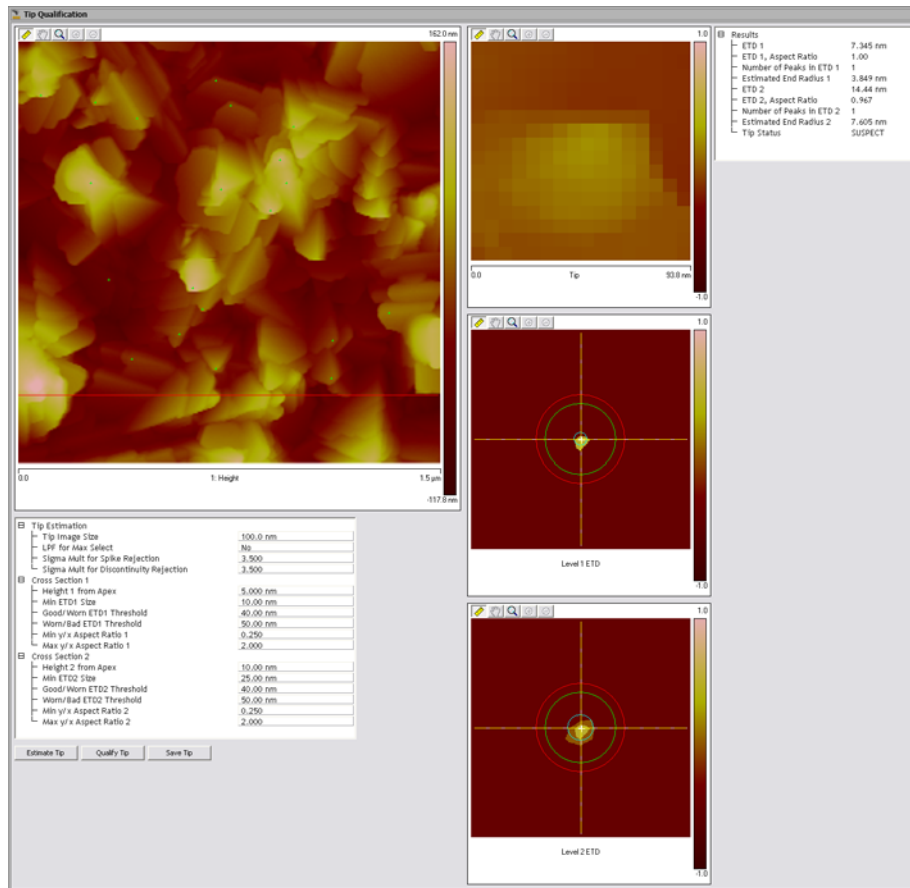 Tip Qualification
162.0 nm
0.0 1: Height 1.5 µm
-117.8 nm
1.0
0.0 Tip 93.8 nm
-1.0
Results
ETD 1 7.345 nm
ETD 1, Aspect Ratio 1.00
Number of Peaks in ETD 1 1
Estimated End Radius 1 3.849 nm
ETD 2 14.44 nm
ETD 2, Aspect Ratio 0.967
Number of Peaks in ETD 2 1
Estimated End Radius 2 7.605 nm
Tip Status SUSPECT
1.0
Level 1 ETD
-1.0
1.0
Level 2 ETD
-1.0
Tip Estimation
Tip Image Size 100.0 nm
LPF for Max Select No
Sigma Mult for Spike Rejection 3.500
Sigma Mult for Discontinuity Rejection 3.500
Cross Section 1
Height 1 from Apex 5.000 nm
Min ETD1 Size 10.00 nm
Good/Worn ETD1 Threshold 40.00 nm
Worn/Bad ETD1 Threshold 50.00 nm
Min y/x Aspect Ratio 1 0.250
Max y/x Aspect Ratio 1 2.000
Cross Section 2
Height 2 from Apex 10.00 nm
Min ETD2 Size 25.00 nm
Good/Worn ETD2 Threshold 40.00 nm
Worn/Bad ETD2 Threshold 50.00 nm
Min y/x Aspect Ratio 2 0.250
Max y/x Aspect Ratio 2 2.000
Estimate Tip Qualify Tip Save Tip